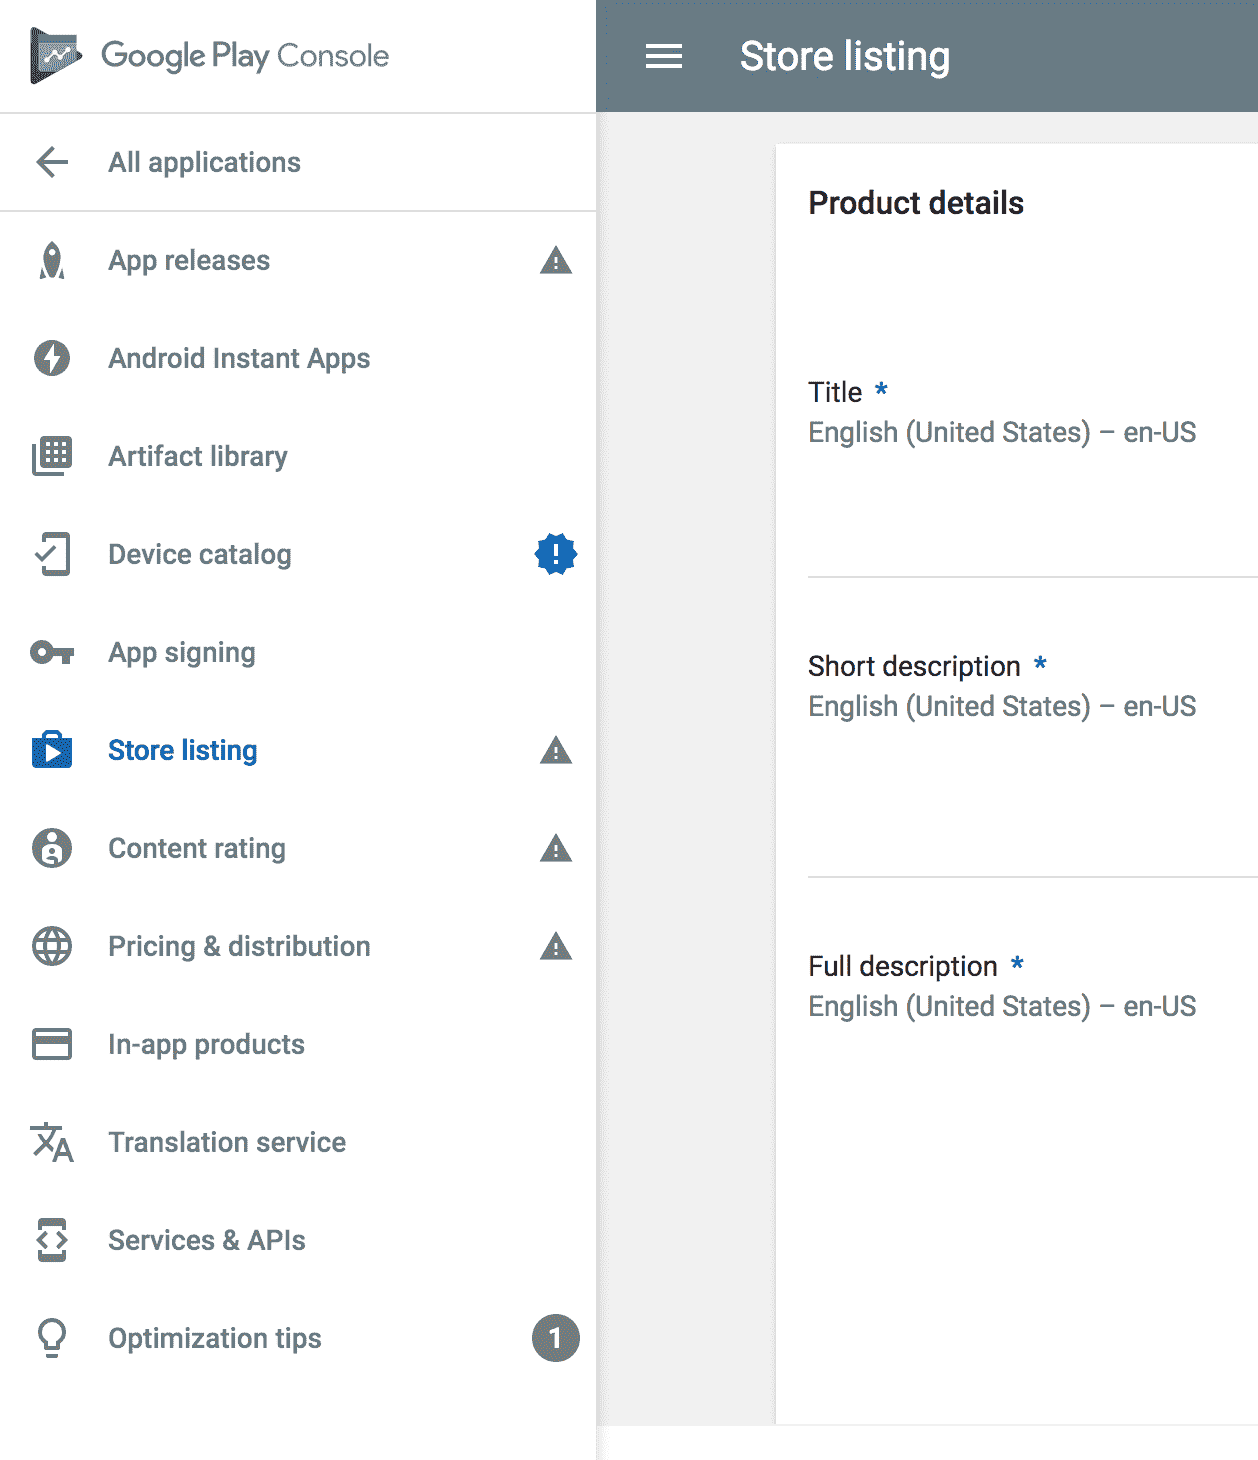 Google Play Console
All applications
App releases
Android Instant Apps
Artifact library
Device catalog
App signing
Store listing
Content rating
Pricing & distribution
In-app products
Translation service
Services & APIs
Optimization tips
1
Store listing
Product details
Title *
English (United States) – en-US
Short description *
English (United States) – en-US
Full description *
English (United States) – en-US